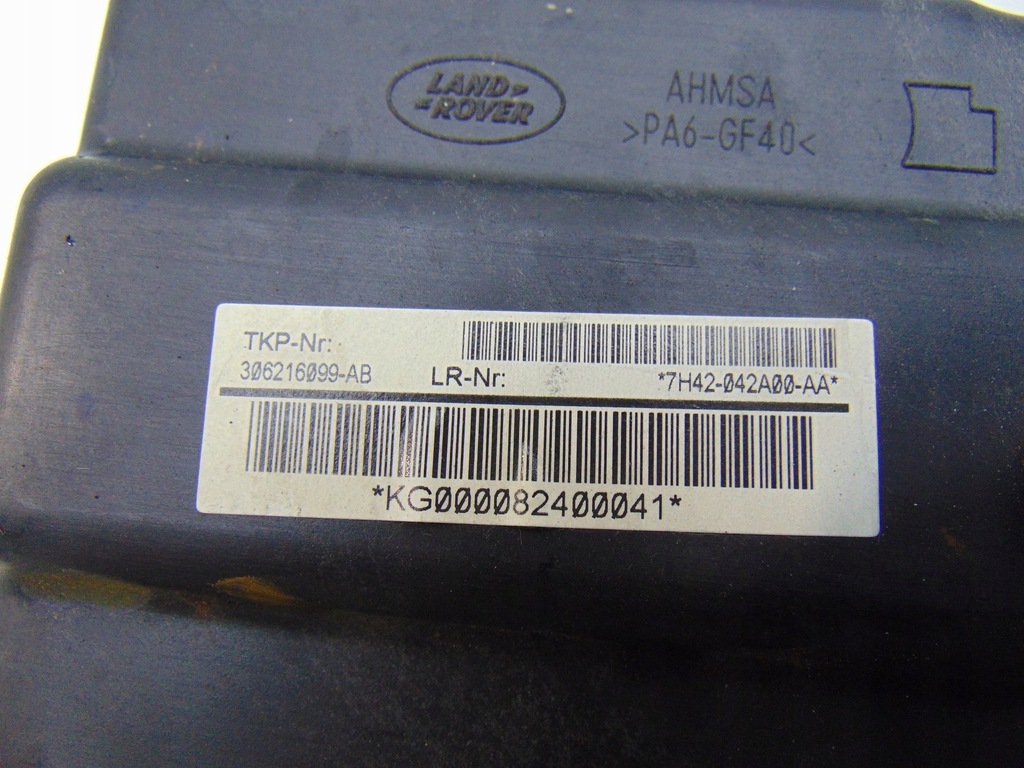 LAND
ROVER
AHMSA
>PA6-GF40<
TKP-Nr:
306216099-AB
LR-Nr:
*7H42-042A00-AA*
*KG000082400041*